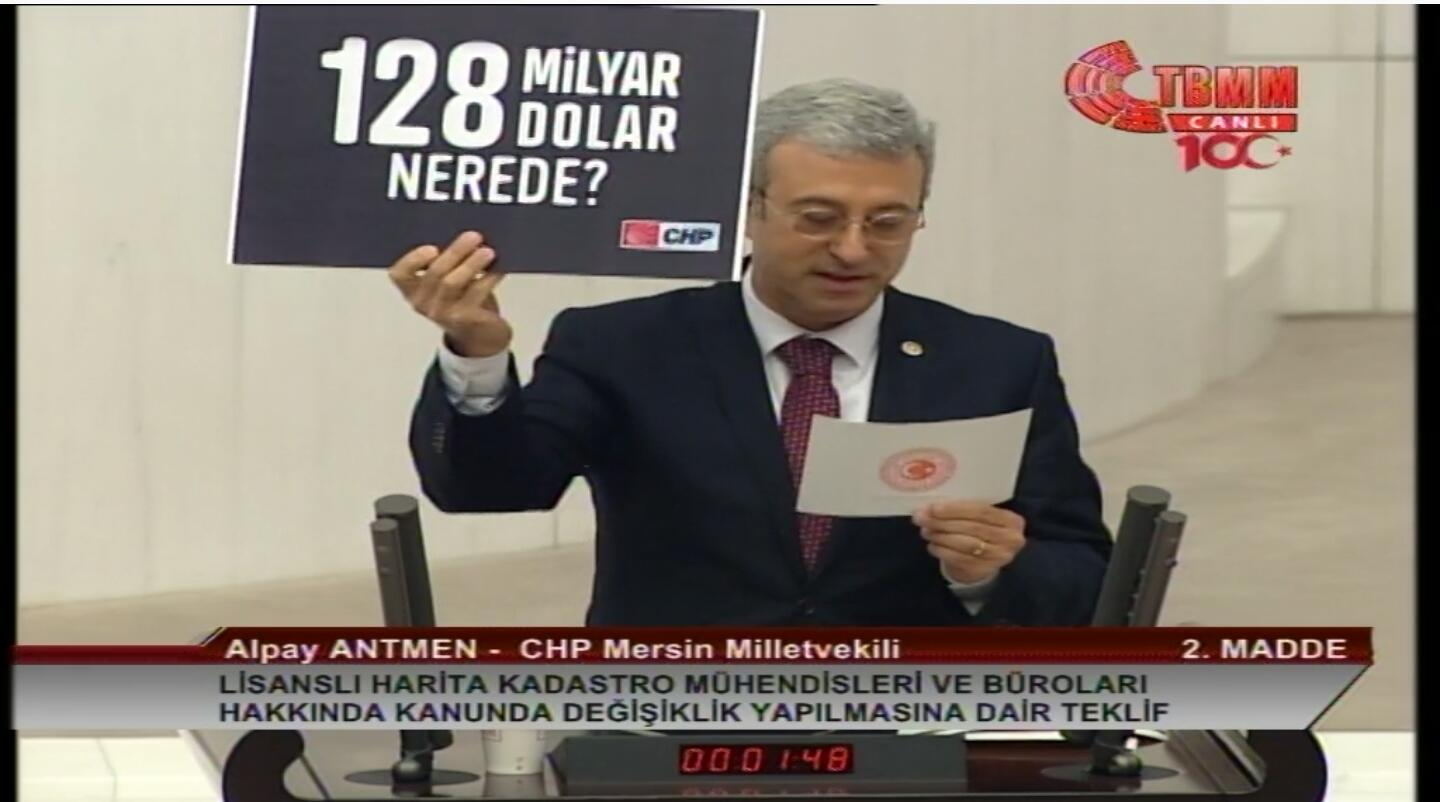 128 MİLYAR
DOLAR
NEREDE?
CHP
TBMM
CANLI
100
Alpay ANTMEN - CHP Mersin Milletvekili 2. MADDE
LİSANSLI HARİTA KADASTRO MÜHENDİSLERİ VE BÜROLARI
HAKKINDA KANUNDA DEĞİŞİKLİK YAPILMASINA DAİR TEKLİF
00:01:48